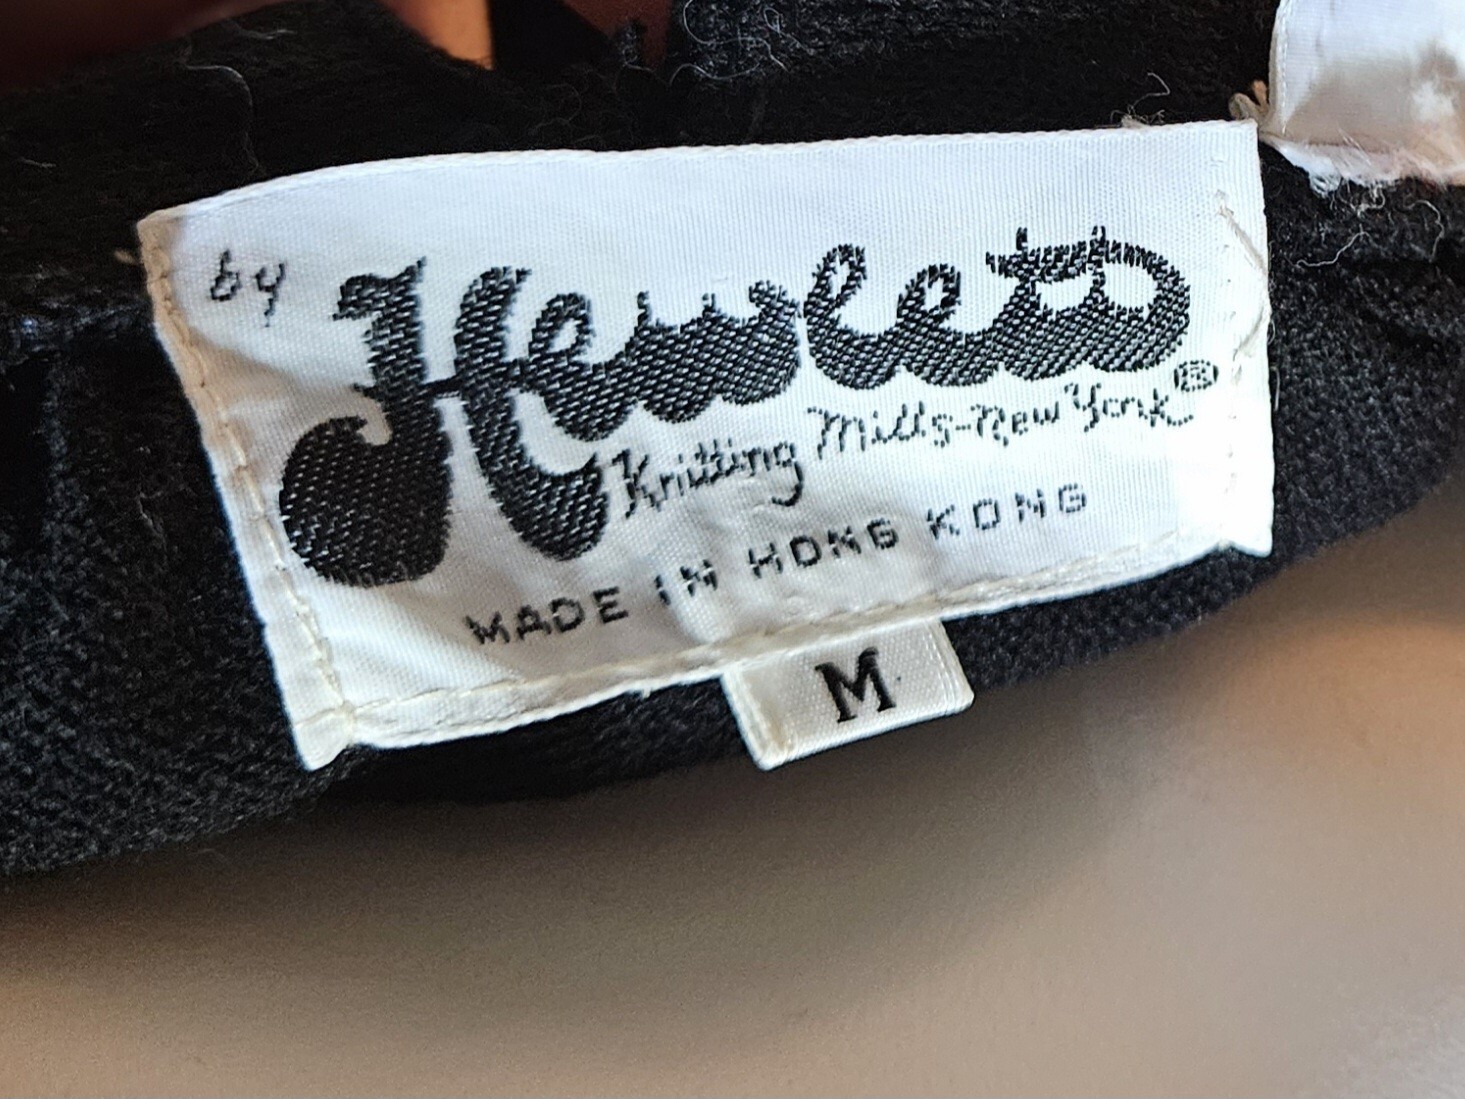 by Hewlett
Knitting Mills-New York®
MADE IN HONG KONG
M